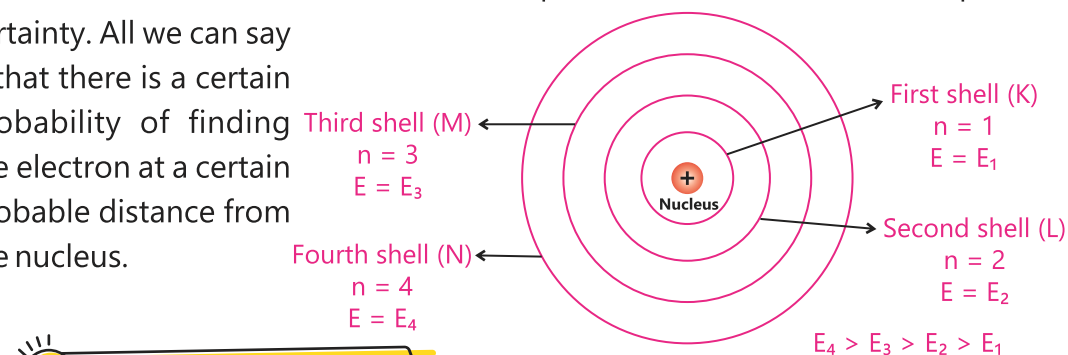 rtainty. All we can say
that there is a certain
obability of finding
e electron at a certain
obable distance from
e nucleus.
Third shell (M)
n = 3
E = E₃
Fourth shell (N)
n = 4
E = E₄
+
Nucleus
First shell (K)
n = 1
E = E₁
Second shell (L)
n = 2
E = E₂
E₄ > E₃ > E₂ > E₁